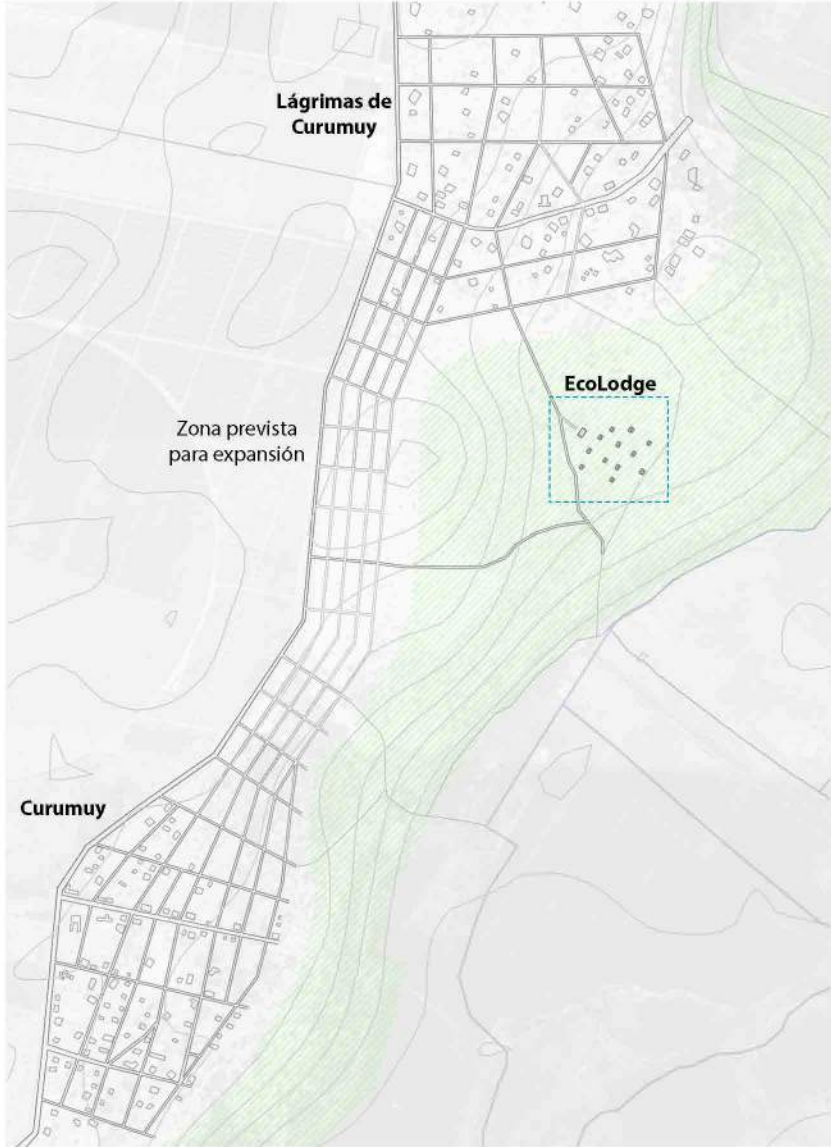 Lágrimas de
Curumuy
EcoLodge
Zona prevista
para expansión
Curumuy